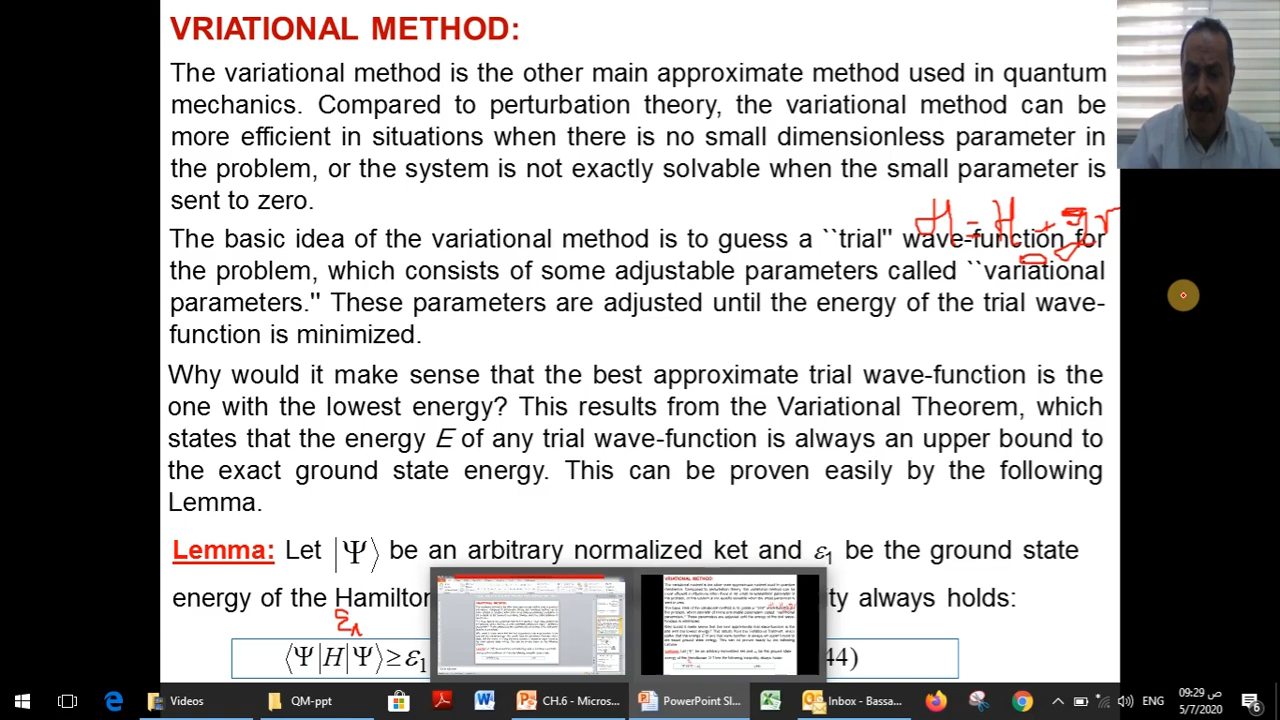 VRIATIONAL METHOD:
The variational method is the other main approximate method used in quantum
mechanics. Compared to perturbation theory, the variational method can be
more efficient in situations when there is no small dimensionless parameter in
the problem, or the system is not exactly solvable when the small parameter is
sent to zero.
The basic idea of the variational method is to guess a ``trial'' wave-function for
the problem, which consists of some adjustable parameters called ``variational
parameters.'' These parameters are adjusted until the energy of the trial wave-
function is minimized.
Why would it make sense that the best approximate trial wave-function is the
one with the lowest energy? This results from the Variational Theorem, which
states that the energy E of any trial wave-function is always an upper bound to
the exact ground state energy. This can be proven easily by the following
Lemma.
Lemma: Let |Ψ⟩ be an arbitrary normalized ket and ε₁ be the ground state
energy of the Hamil ty always holds:
⟨Ψ|H|Ψ⟩≥ε₁ 44)
Videos QM-ppt CH.6 - Micros... PowerPoint Sl... Inbox - Bassa... ENG 09:29 ص
5/7/2020
6